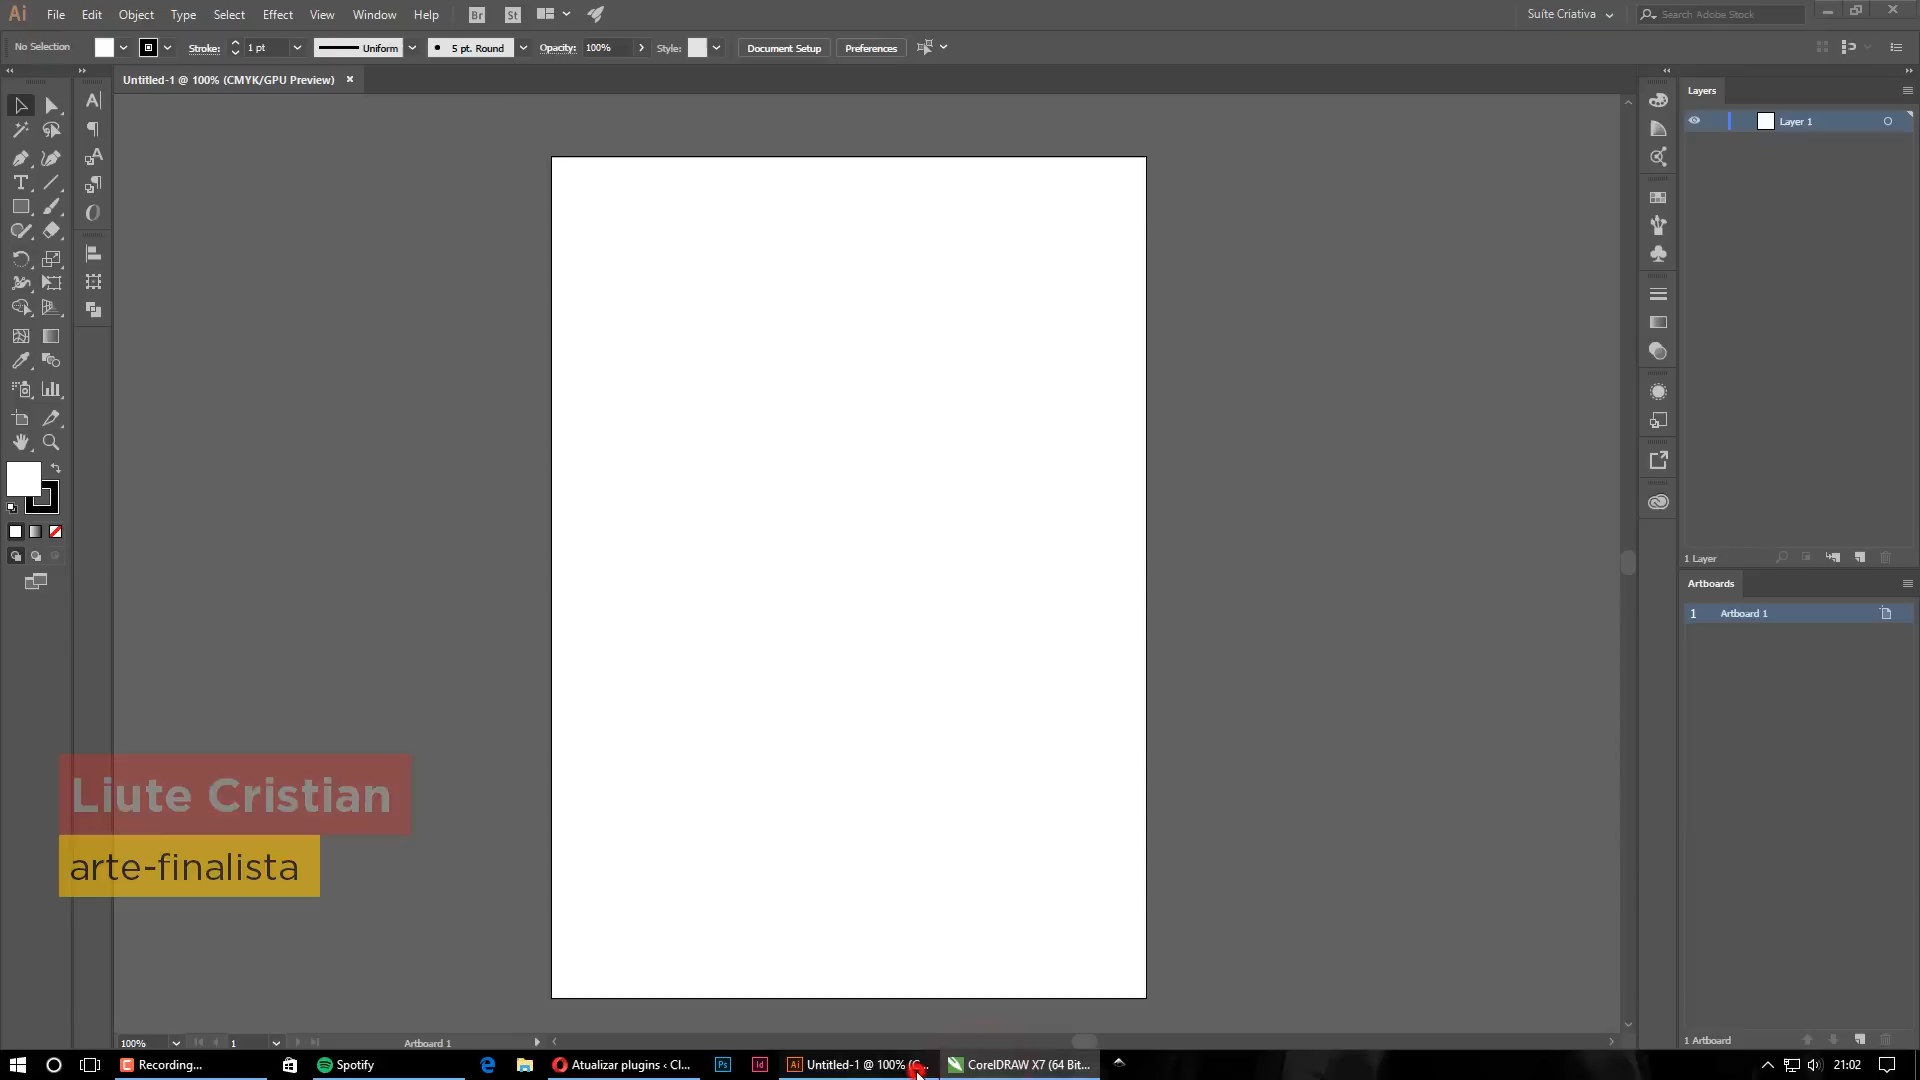 Ai File Edit Object Type Select Effect View Window Help Br St Suíte Criativa Search Adobe Stock
No Selection Stroke: 1 pt Uniform 5 pt. Round Opacity: 100% Style: Document Setup Preferences
Untitled-1 @ 100% (CMYK/GPU Preview)
Layers
Layer 1
1 Layer
Artboards
1 Artboard 1
Liute Cristian
arte-finalista
100% 1 Artboard 1
1 Artboard
Recording... Spotify Atualizar plugins ‹ Cl... Ps Id Ai Untitled-1 @ 100% (C... CorelDRAW X7 (64 Bit... 21:02